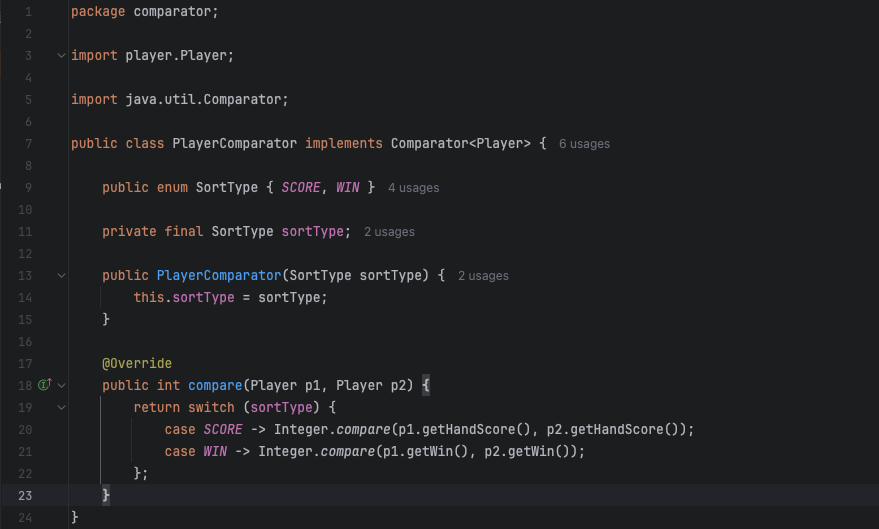 1 package comparator;
2
3 import player.Player;
4
5 import java.util.Comparator;
6
7 public class PlayerComparator implements Comparator<Player> { 6 usages
8
9 public enum SortType { SCORE, WIN } 4 usages
10
11 private final SortType sortType; 2 usages
12
13 public PlayerComparator(SortType sortType) { 2 usages
14 this.sortType = sortType;
15 }
16
17 @Override
18 public int compare(Player p1, Player p2) {
19 return switch (sortType) {
20 case SCORE -> Integer.compare(p1.getHandScore(), p2.getHandScore());
21 case WIN -> Integer.compare(p1.getWin(), p2.getWin());
22 };
23 }
24 }